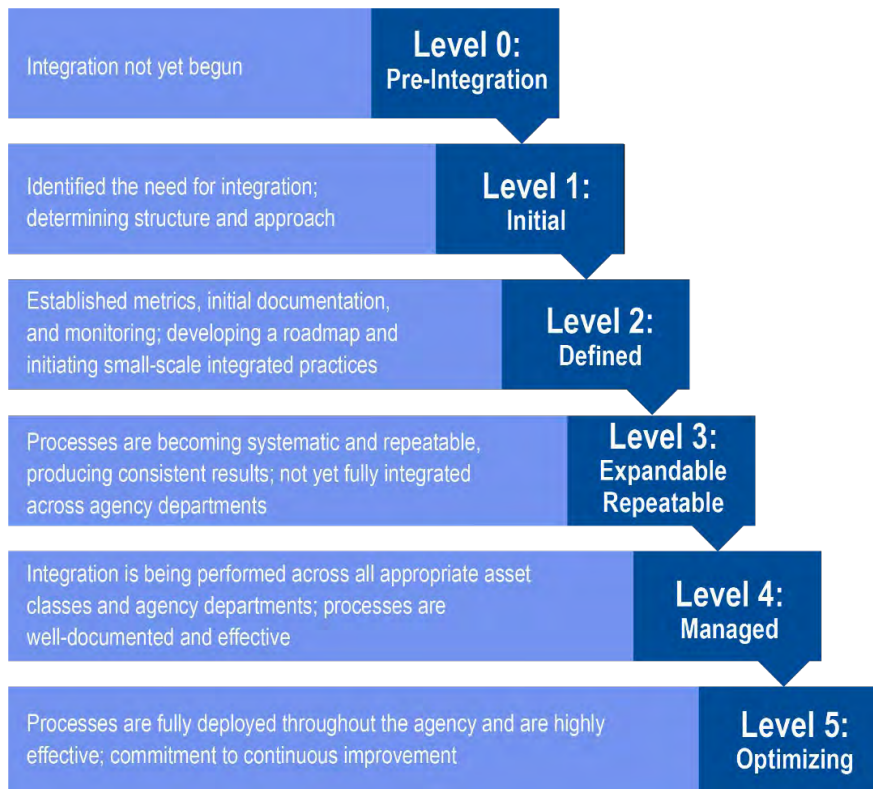 Integration not yet begun
Level 0:
Pre-Integration
Identified the need for integration;
determining structure and approach
Level 1:
Initial
Established metrics, initial documentation,
and monitoring; developing a roadmap and
initiating small-scale integrated practices
Level 2:
Defined
Processes are becoming systematic and repeatable,
producing consistent results; not yet fully integrated
across agency departments
Level 3:
Expandable
Repeatable
Integration is being performed across all appropriate asset
classes and agency departments; processes are
well-documented and effective
Level 4:
Managed
Processes are fully deployed throughout the agency and are highly
effective; commitment to continuous improvement
Level 5:
Optimizing